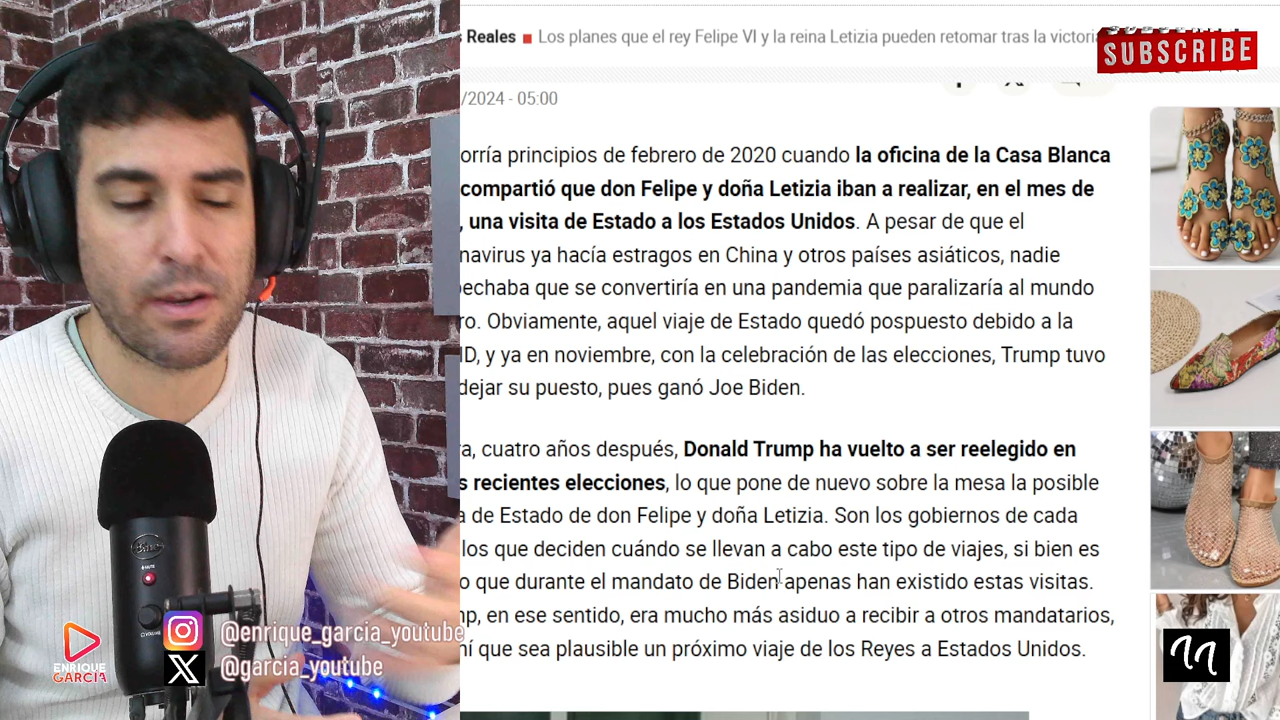 Reales ■ Los planes que el rey Felipe VI y la reina Letizia pueden retomar tras la victoria
SUBSCRIBE
/2024 - 05:00
orría principios de febrero de 2020 cuando la oficina de la Casa Blanca
compartió que don Felipe y doña Letizia iban a realizar, en el mes de
, una visita de Estado a los Estados Unidos. A pesar de que el
navirus ya hacía estragos en China y otros países asiáticos, nadie
pechaba que se convertiría en una pandemia que paralizaría al mundo
ro. Obviamente, aquel viaje de Estado quedó pospuesto debido a la
ID, y ya en noviembre, con la celebración de las elecciones, Trump tuvo
dejar su puesto, pues ganó Joe Biden.
ra, cuatro años después, Donald Trump ha vuelto a ser reelegido en
s recientes elecciones, lo que pone de nuevo sobre la mesa la posible
a de Estado de don Felipe y doña Letizia. Son los gobiernos de cada
los que deciden cuándo se llevan a cabo este tipo de viajes, si bien es
o que durante el mandato de Biden apenas han existido estas visitas.
mp, en ese sentido, era mucho más asiduo a recibir a otros mandatarios,
hí que sea plausible un próximo viaje de los Reyes a Estados Unidos.
blue
MUTE
VOLUME
ENRIQUE
GARCIA
@enrique_garcia_youtube
@garcia_youtube